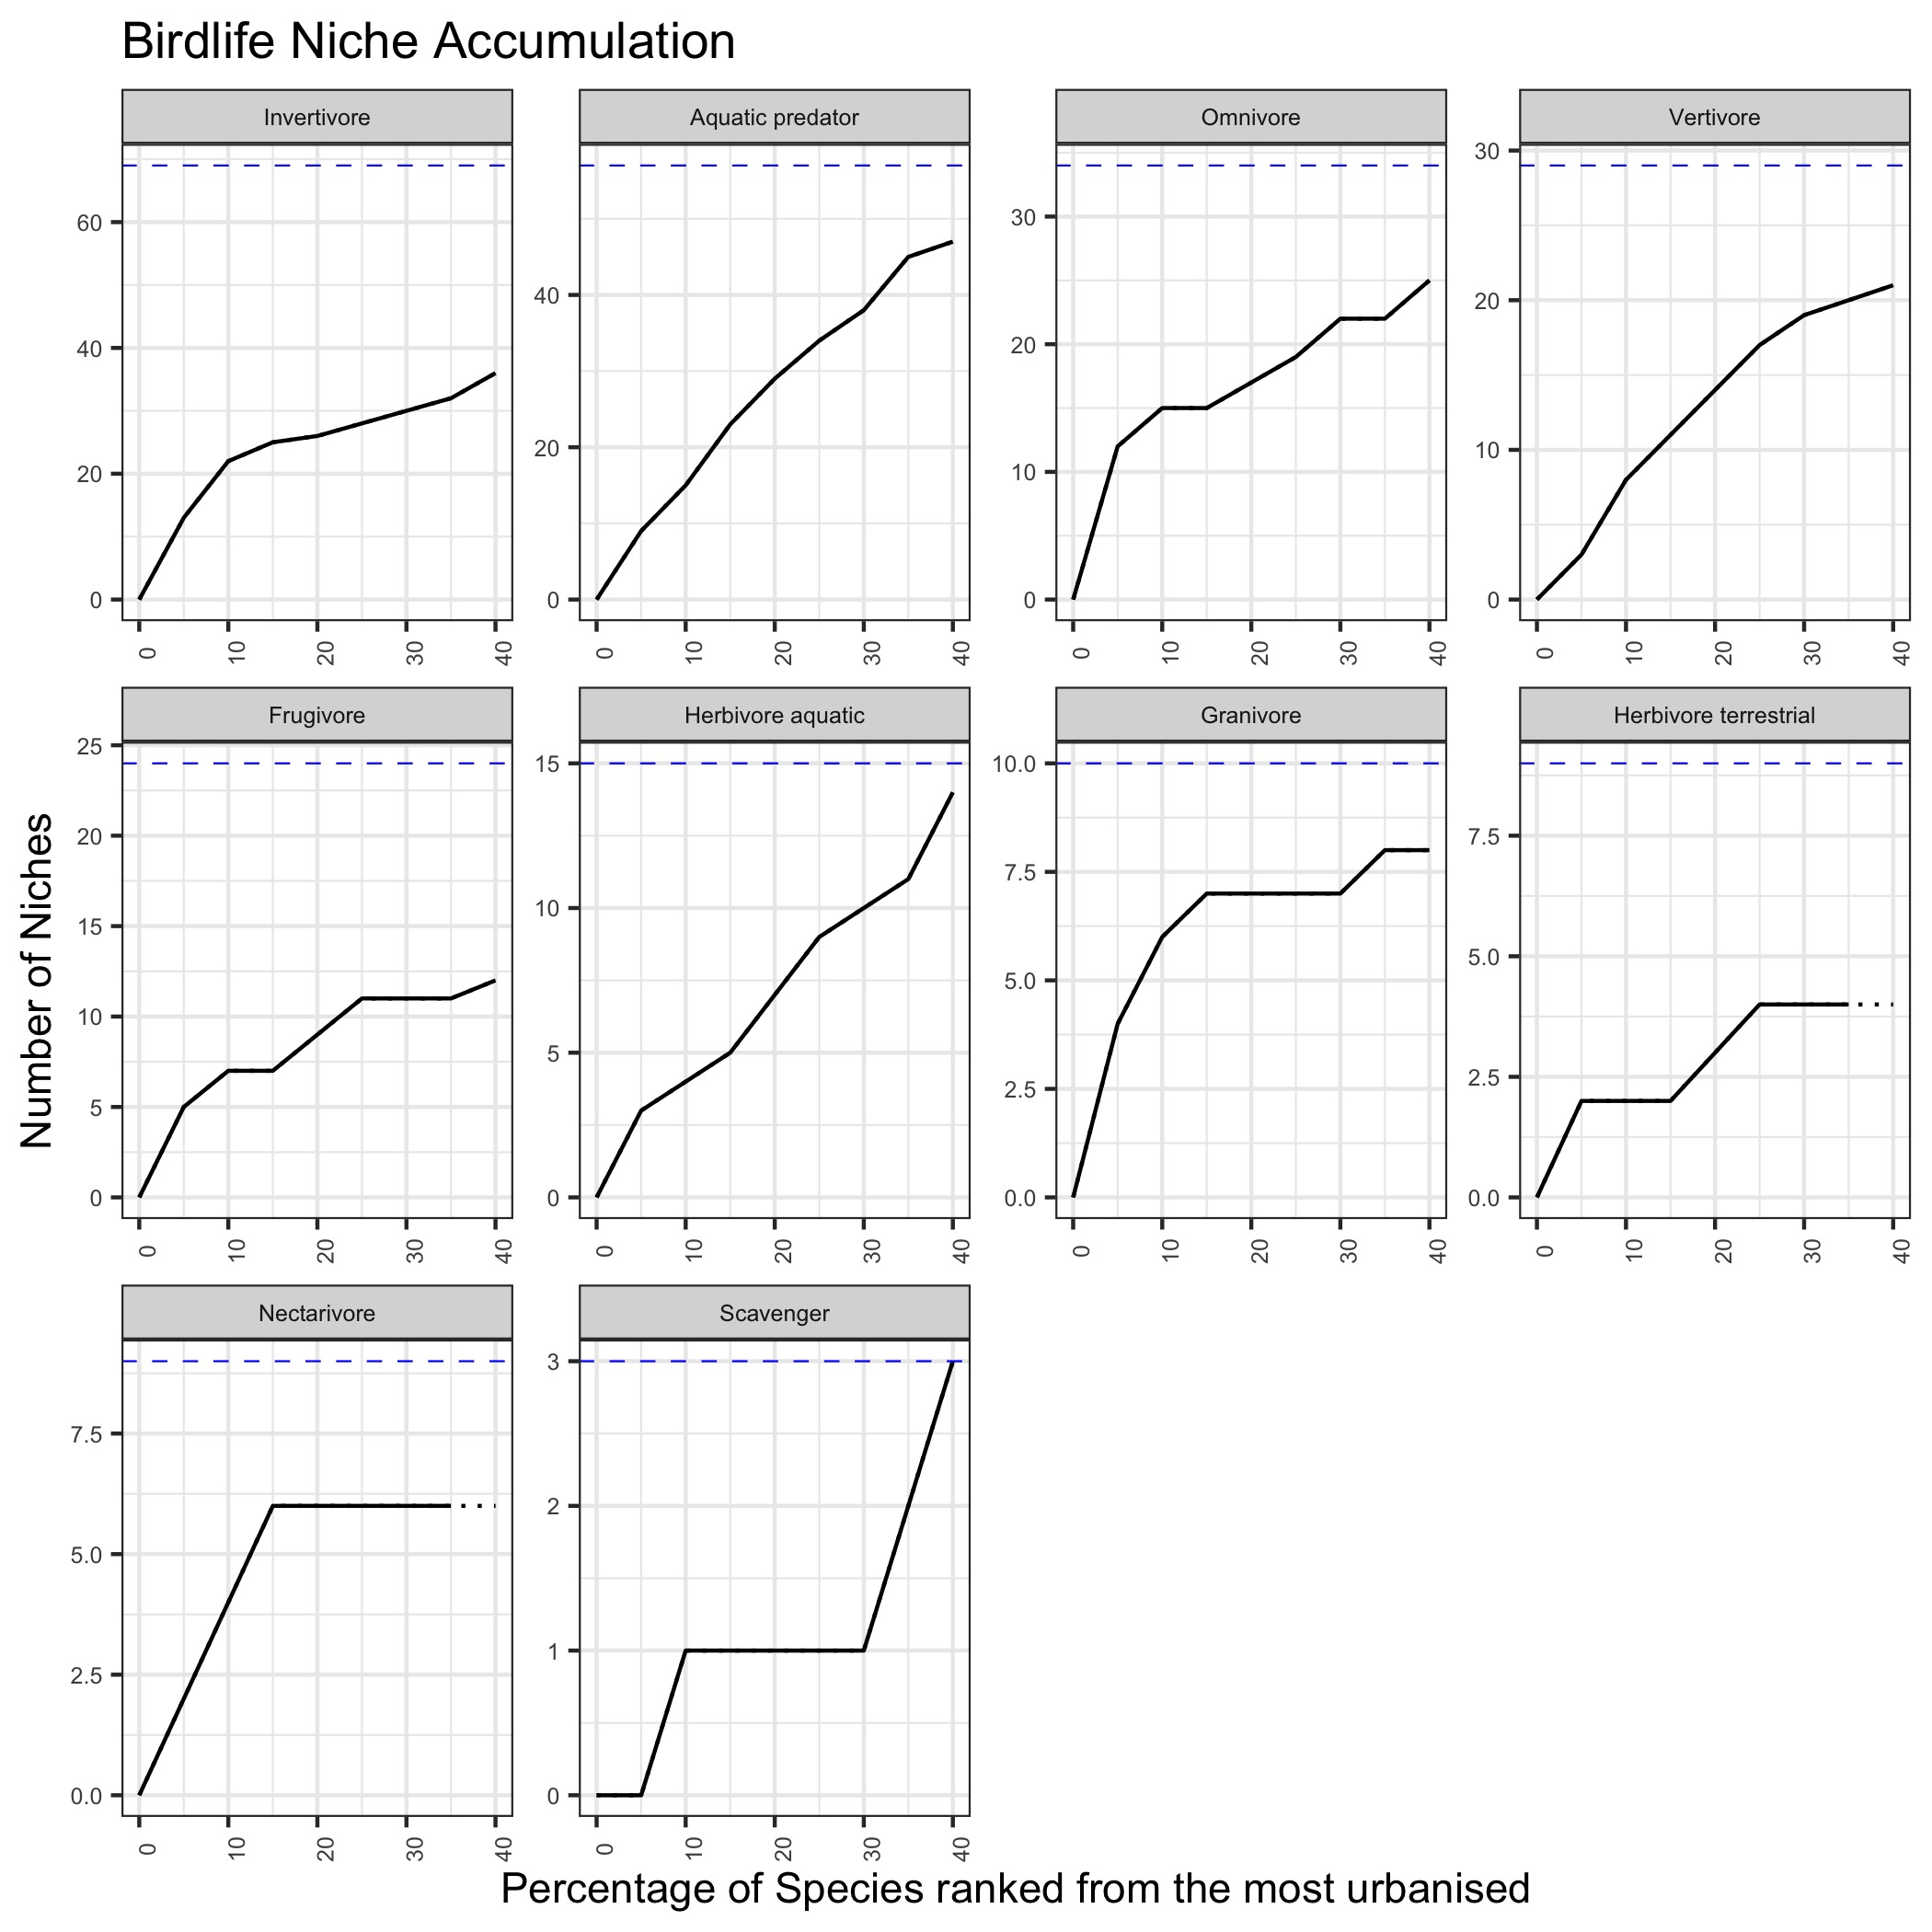 Birdlife Niche Accumulation
Invertivore
Aquatic predator
Omnivore
Vertivore
60
40
20
0
40
20
0
30
20
10
0
30
20
10
0
0 10 20 30 40
0 10 20 30 40
0 10 20 30 40
0 10 20 30 40
Number of Niches
Frugivore
Herbivore aquatic
Granivore
Herbivore terrestrial
25
20
15
10
5
0
15
10
5
0
10.0
7.5
5.0
2.5
0.0
7.5
5.0
2.5
0.0
0 10 20 30 40
0 10 20 30 40
0 10 20 30 40
0 10 20 30 40
Nectarivore
Scavenger
7.5
5.0
2.5
0.0
3
2
1
0
0 10 20 30 40
0 10 20 30 40
Percentage of Species ranked from the most urbanised